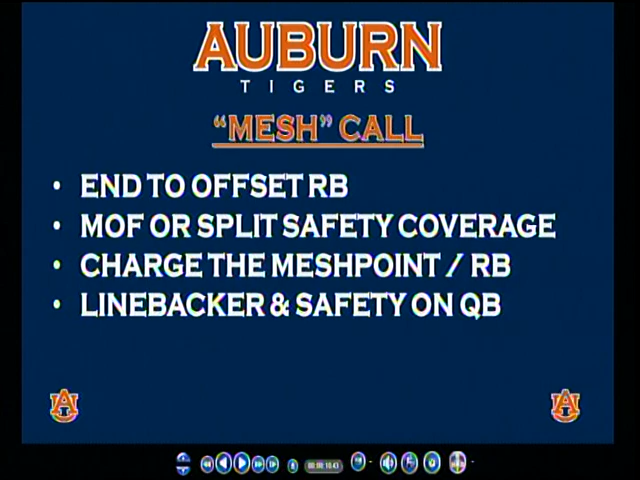 AUBURN
TIGERS
“MESH” CALL
• END TO OFFSET RB
• MOF OR SPLIT SAFETY COVERAGE
• CHARGE THE MESHPOINT / RB
• LINEBACKER & SAFETY ON QB